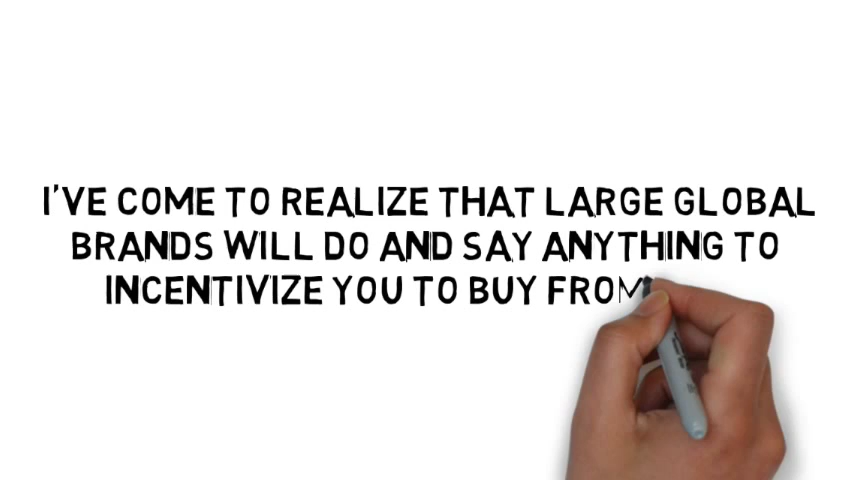 I'VE COME TO REALIZE THAT LARGE GLOBAL
BRANDS WILL DO AND SAY ANYTHING TO
INCENTIVIZE YOU TO BUY FROM